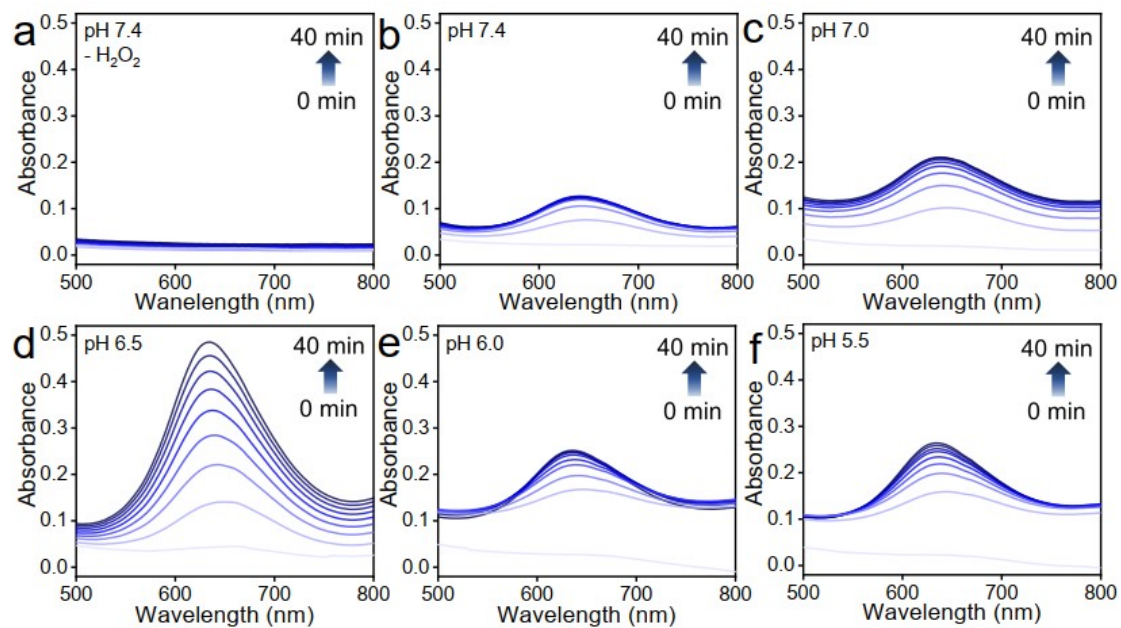 a
pH 7.4
- H₂O₂
40 min
0 min
0.5
0.4
0.3
0.2
0.1
0.0
Absorbance
500
600
700
800
Wanelength (nm)
b
pH 7.4
40 min
0 min
0.5
0.4
0.3
0.2
0.1
0.0
Absorbance
500
600
700
800
Wavelength (nm)
c
pH 7.0
40 min
0 min
0.5
0.4
0.3
0.2
0.1
0.0
Absorbance
500
600
700
800
Wavelength (nm)
d
pH 6.5
40 min
0 min
0.5
0.4
0.3
0.2
0.1
0.0
Absorbance
500
600
700
800
Wavelength (nm)
e
pH 6.0
40 min
0 min
0.5
0.4
0.3
0.2
0.1
0.0
Absorbance
500
600
700
800
Wavelength (nm)
f
pH 5.5
40 min
0 min
0.5
0.4
0.3
0.2
0.1
0.0
Absorbance
500
600
700
800
Wavelength (nm)